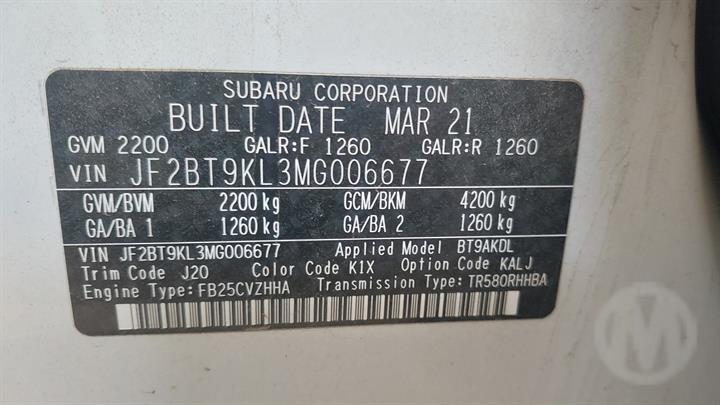 SUBARU CORPORATION
BUILT DATE MAR 21
GVM 2200 GALR:F 1260 GALR:R 1260
VIN JF2BT9KL3MG006677
GVM/BVM 2200 kg GCM/BKM 4200 kg
GA/BA 1 1260 kg GA/BA 2 1260 kg
VIN JF2BT9KL3MG006677 Applied Model BT9AKDL
Trim Code J20 Color Code K1X Option Code KALJ
Engine Type:FB25CVZHHA Transmission Type:TR580RHHBA
M